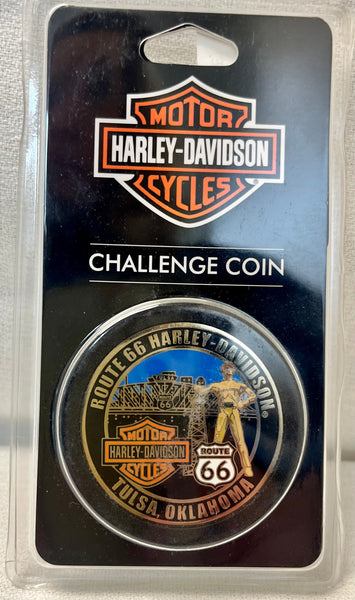 MOTOR
HARLEY-DAVIDSON
CYCLES
CHALLENGE COIN
ROUTE 66 HARLEY-DAVIDSON®
MOTOR
HARLEY-DAVIDSON
CYCLES
ROUTE
66
TULSA, OKLAHOMA